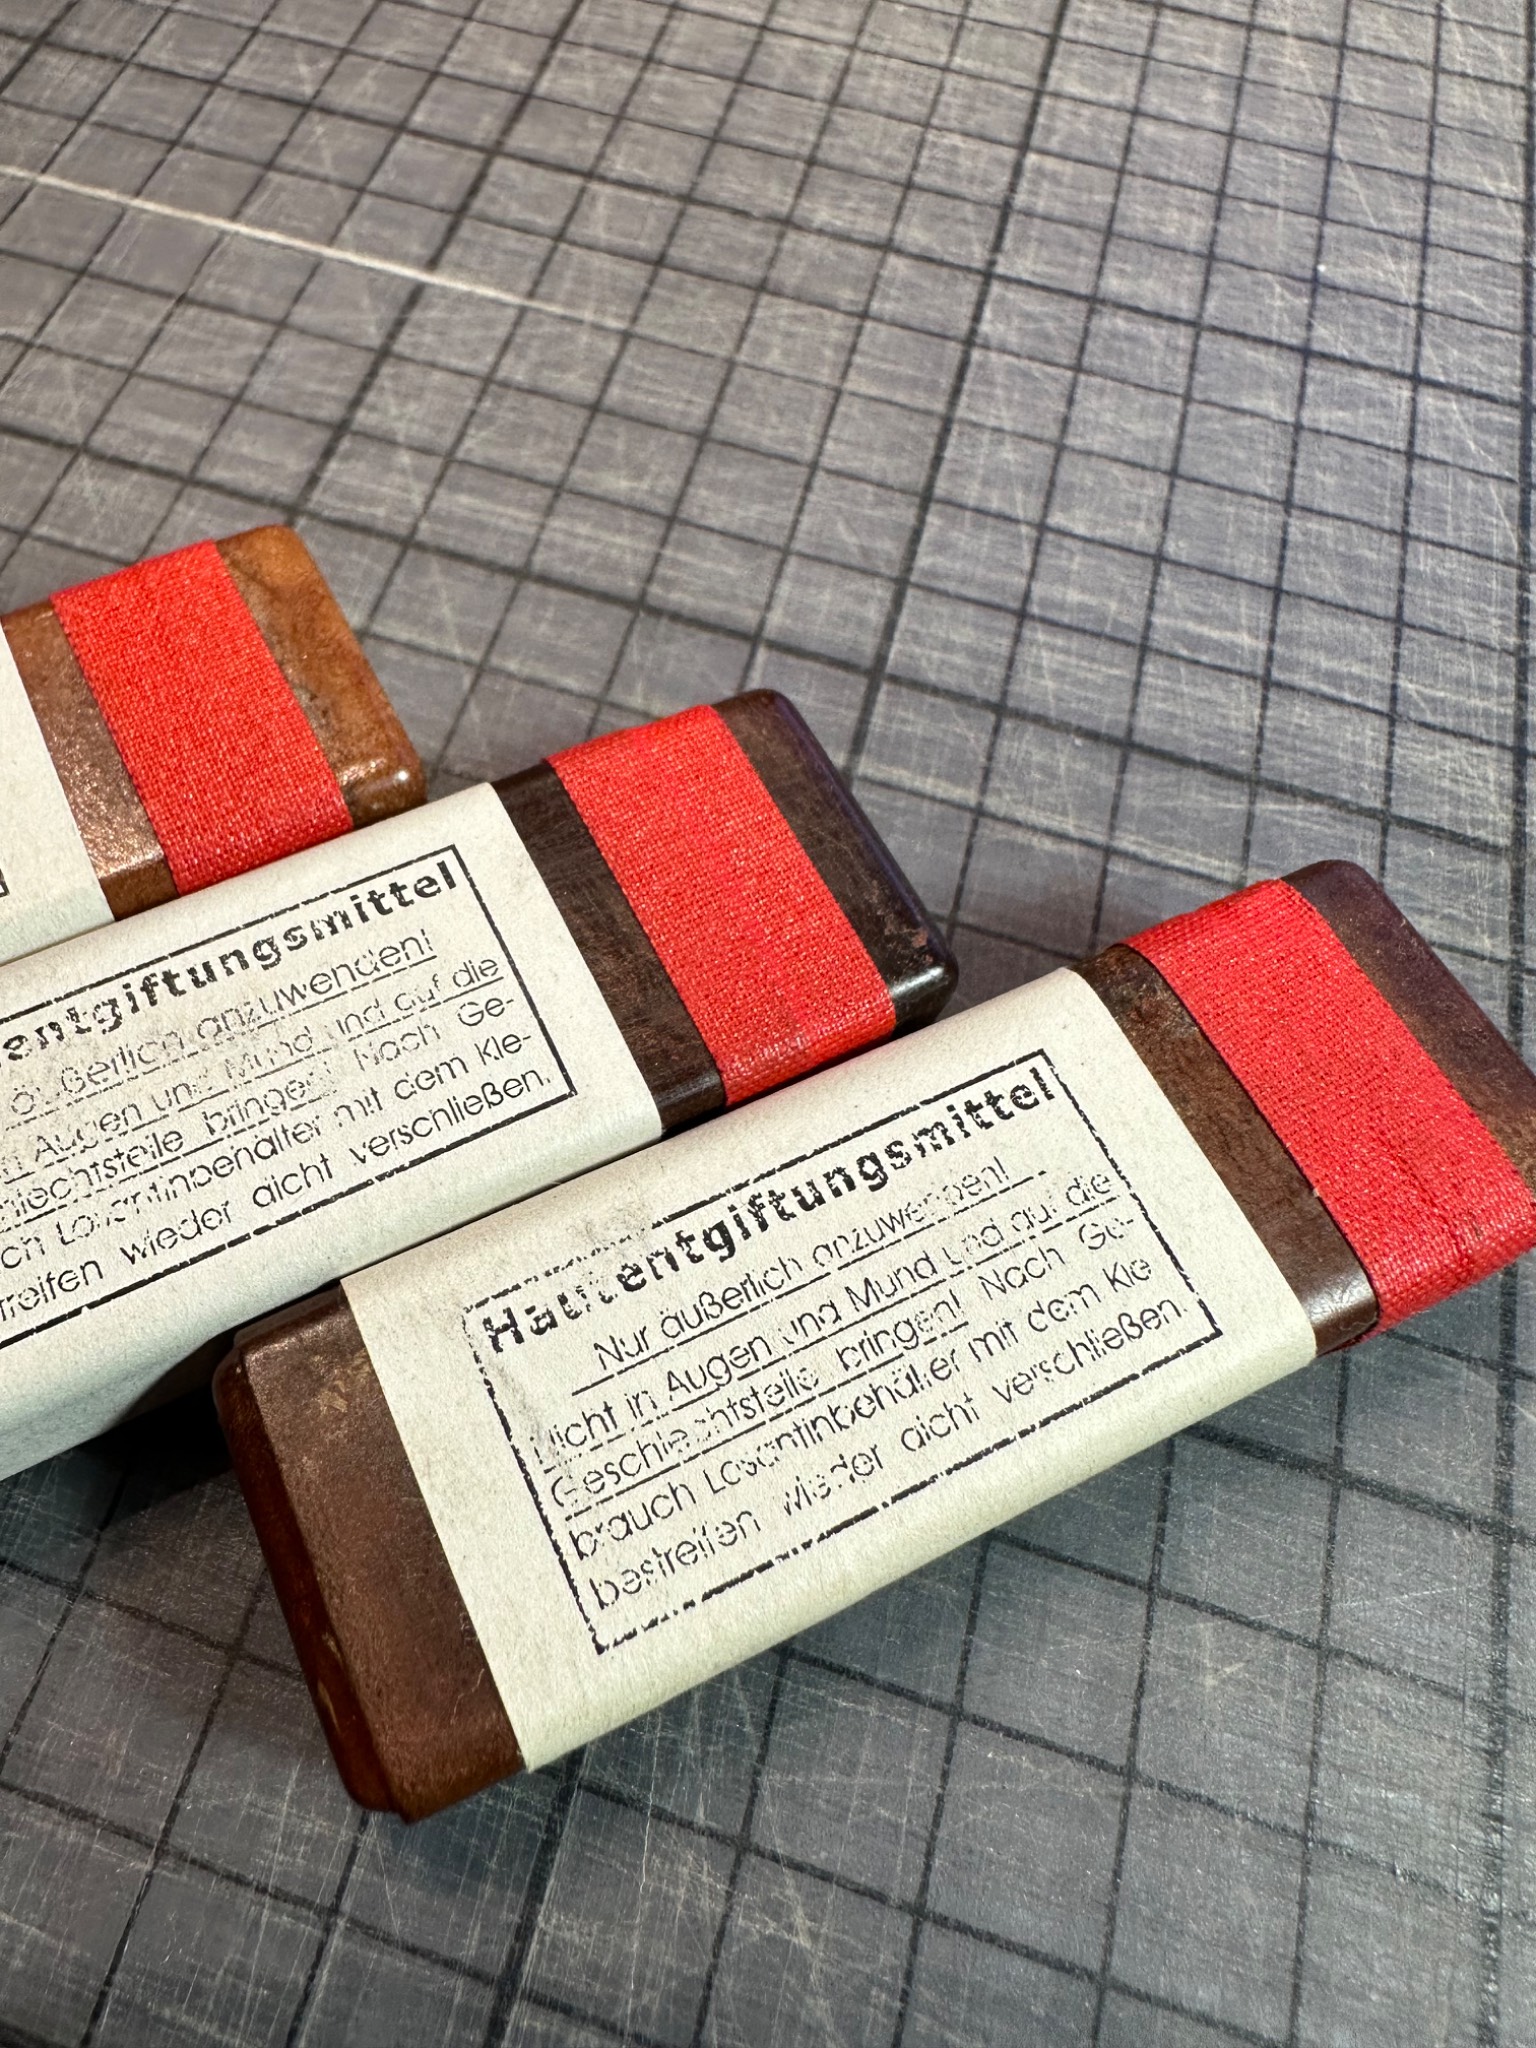 entgiftungsmittel
äußerlich anzuwenden!
Augen und Mund und auf die
bringen! Nach Ge-
Losantinbehälter mit dem Kle-
wieder dicht verschließen.
Hautentgiftungsmittel
Nur äußerlich anzuwenden!
Nicht in Augen und Mund und auf die
Geschlechtsteile bringen! Nach Ge-
brauch Losantinbehälter mit dem Kle
bestreifen wieder dicht verschließen.